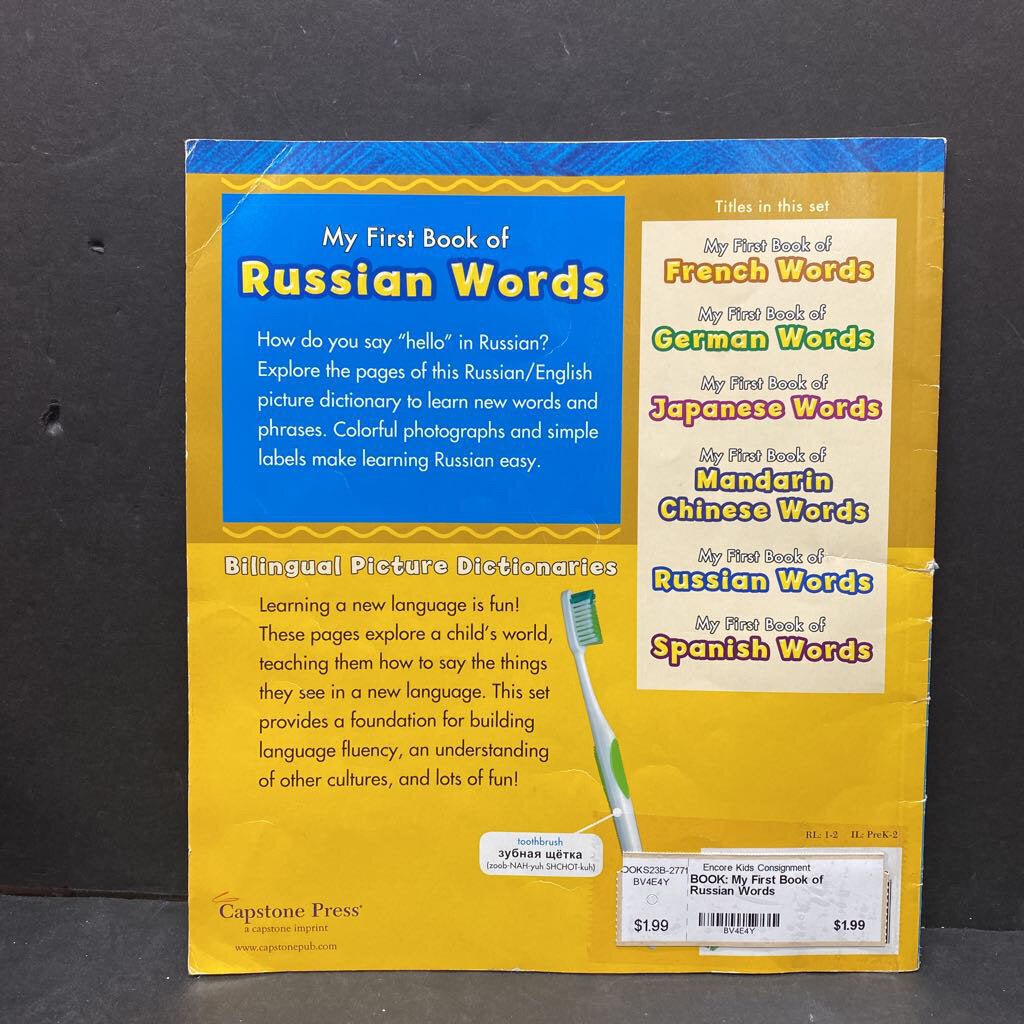 My First Book of
Russian Words
How do you say “hello” in Russian?
Explore the pages of this Russian/English
picture dictionary to learn new words and
phrases. Colorful photographs and simple
labels make learning Russian easy.
Bilingual Picture Dictionaries
Learning a new language is fun!
These pages explore a child's world,
teaching them how to say the things
they see in a new language. This set
provides a foundation for building
language fluency, an understanding
of other cultures, and lots of fun!
Titles in this set
My First Book of
French Words
My First Book of
German Words
My First Book of
Japanese Words
My First Book of
Mandarin
Chinese Words
My First Book of
Russian Words
My First Book of
Spanish Words
toothbrush
зубная щётка
(zoob-NAH-yuh SHCHOT-kuh)
RL: 1-2 IL: PreK-2
Capstone Press
a capstone imprint
www.capstonepub.com
BV4E4Y
$1.99
Encore Kids Consignment
BOOK: My First Book of
Russian Words
BV4E4Y
$1.99